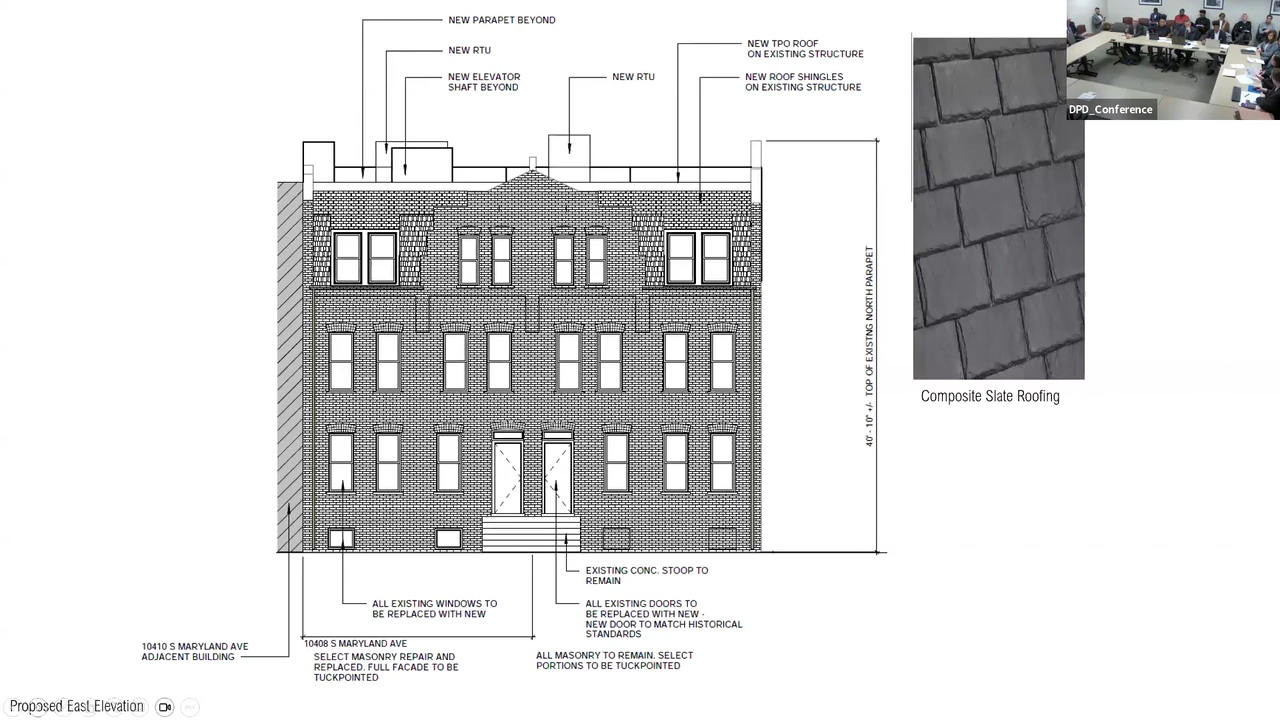 NEW PARAPET BEYOND
NEW RTU
NEW ELEVATOR
SHAFT BEYOND
NEW RTU
NEW TPO ROOF
ON EXISTING STRUCTURE
NEW ROOF SHINGLES
ON EXISTING STRUCTURE
DPD_Conference
40' - 10" +/- TOP OF EXISTNG NORTH PARAPET
Composite Slate Roofing
EXISTING CONC. STOOP TO
REMAIN
ALL EXISTING WINDOWS TO
BE REPLACED WITH NEW
ALL EXISTING DOORS TO
BE REPLACED WITH NEW -
NEW DOOR TO MATCH HISTORICAL
STANDARDS
10410 S MARYLAND AVE
ADJACENT BUILDING
10408 S MARYLAND AVE
SELECT MASONRY REPAIR AND
REPLACED. FULL FACADE TO BE
TUCKPOINTED
ALL MASONRY TO REMAIN. SELECT
PORTIONS TO BE TUCKPOINTED
Proposed East Elevation